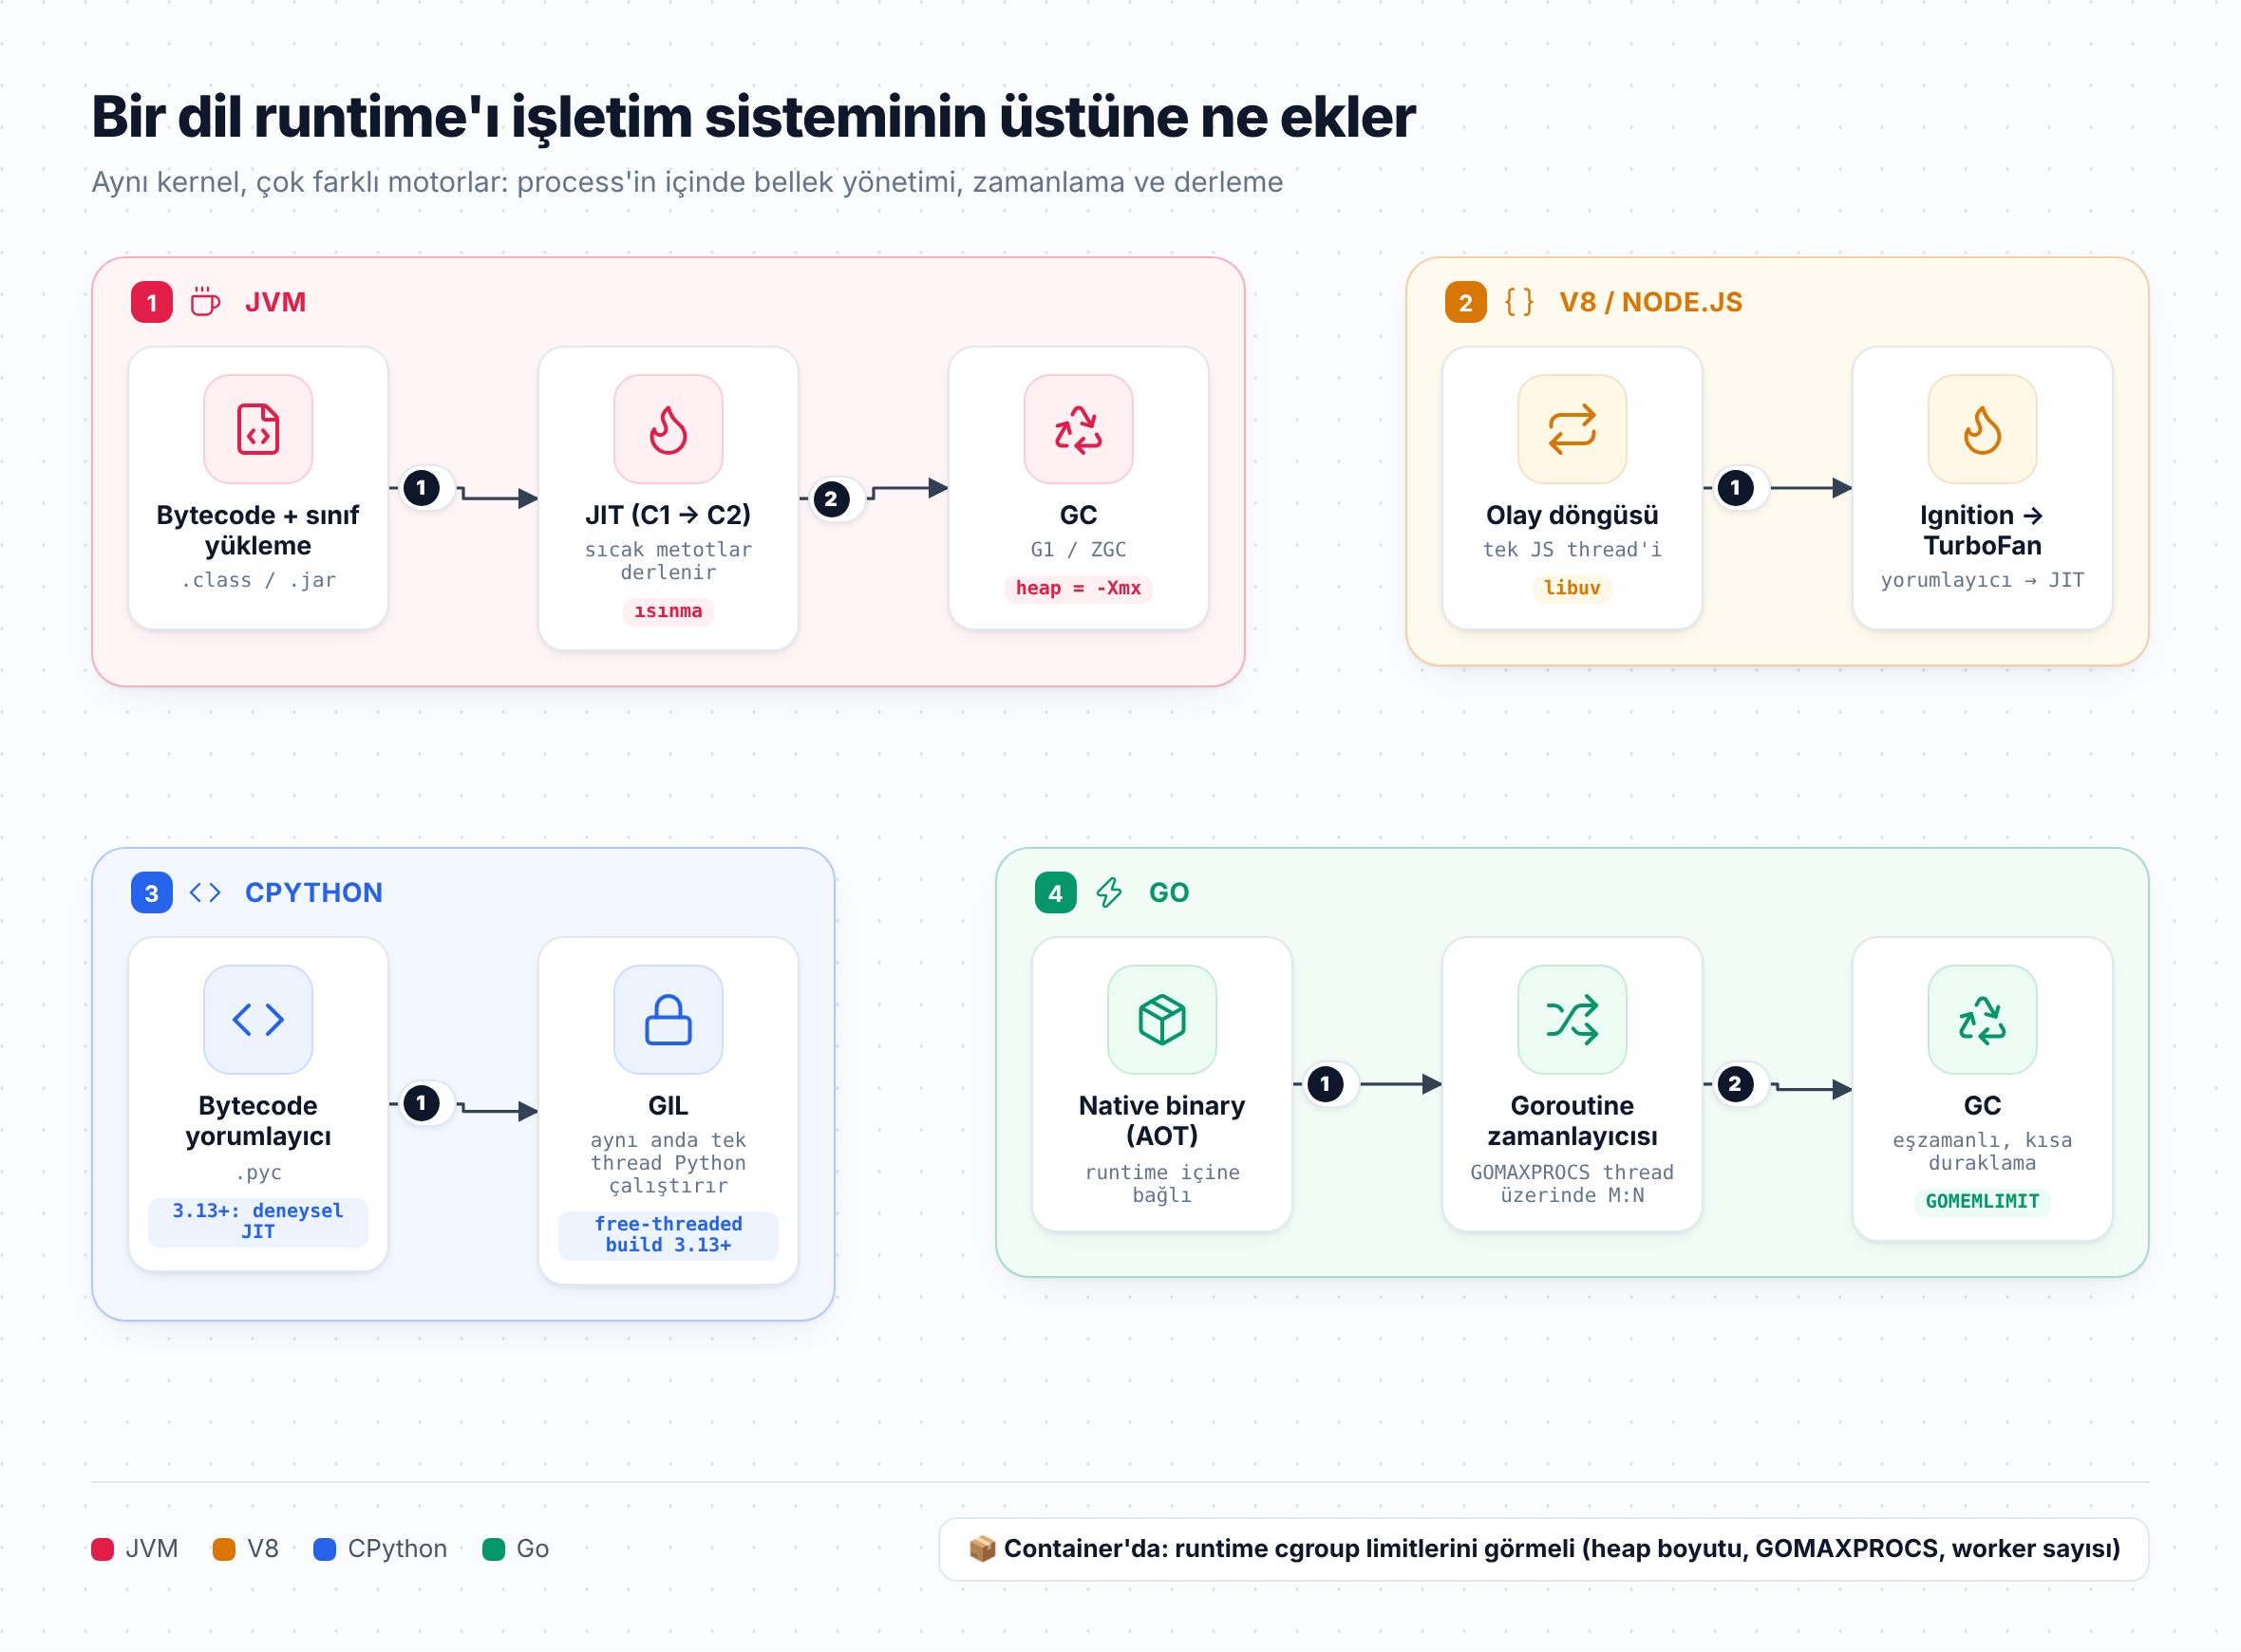 Bir dil runtime'ı işletim sisteminin üstüne ne ekler
Aynı kernel, çok farklı motorlar: process'in içinde bellek yönetimi, zamanlama ve derleme
1 JVM
Bytecode + sınıf
yükleme
.class / .jar
1
JIT (C1 → C2)
sıcak metotlar
derlenir
ısınma
2
GC
G1 / ZGC
heap = -Xmx
2 { } V8 / NODE.JS
Olay döngüsü
tek JS thread'i
libuv
1
Ignition →
TurboFan
yorumlayıcı → JIT
3 CPYTHON
Bytecode
yorumlayıcı
.pyc
3.13+: deneysel
JIT
1
GIL
aynı anda tek
thread Python
çalıştırır
free-threaded
build 3.13+
4 GO
Native binary
(AOT)
runtime içine
bağlı
1
Goroutine
zamanlayıcısı
GOMAXPROCS thread
üzerinde M:N
2
GC
eşzamanlı, kısa
duraklama
GOMEMLIMIT
JVM V8 CPython Go
📦 Container'da: runtime cgroup limitlerini görmeli (heap boyutu, GOMAXPROCS, worker sayısı)